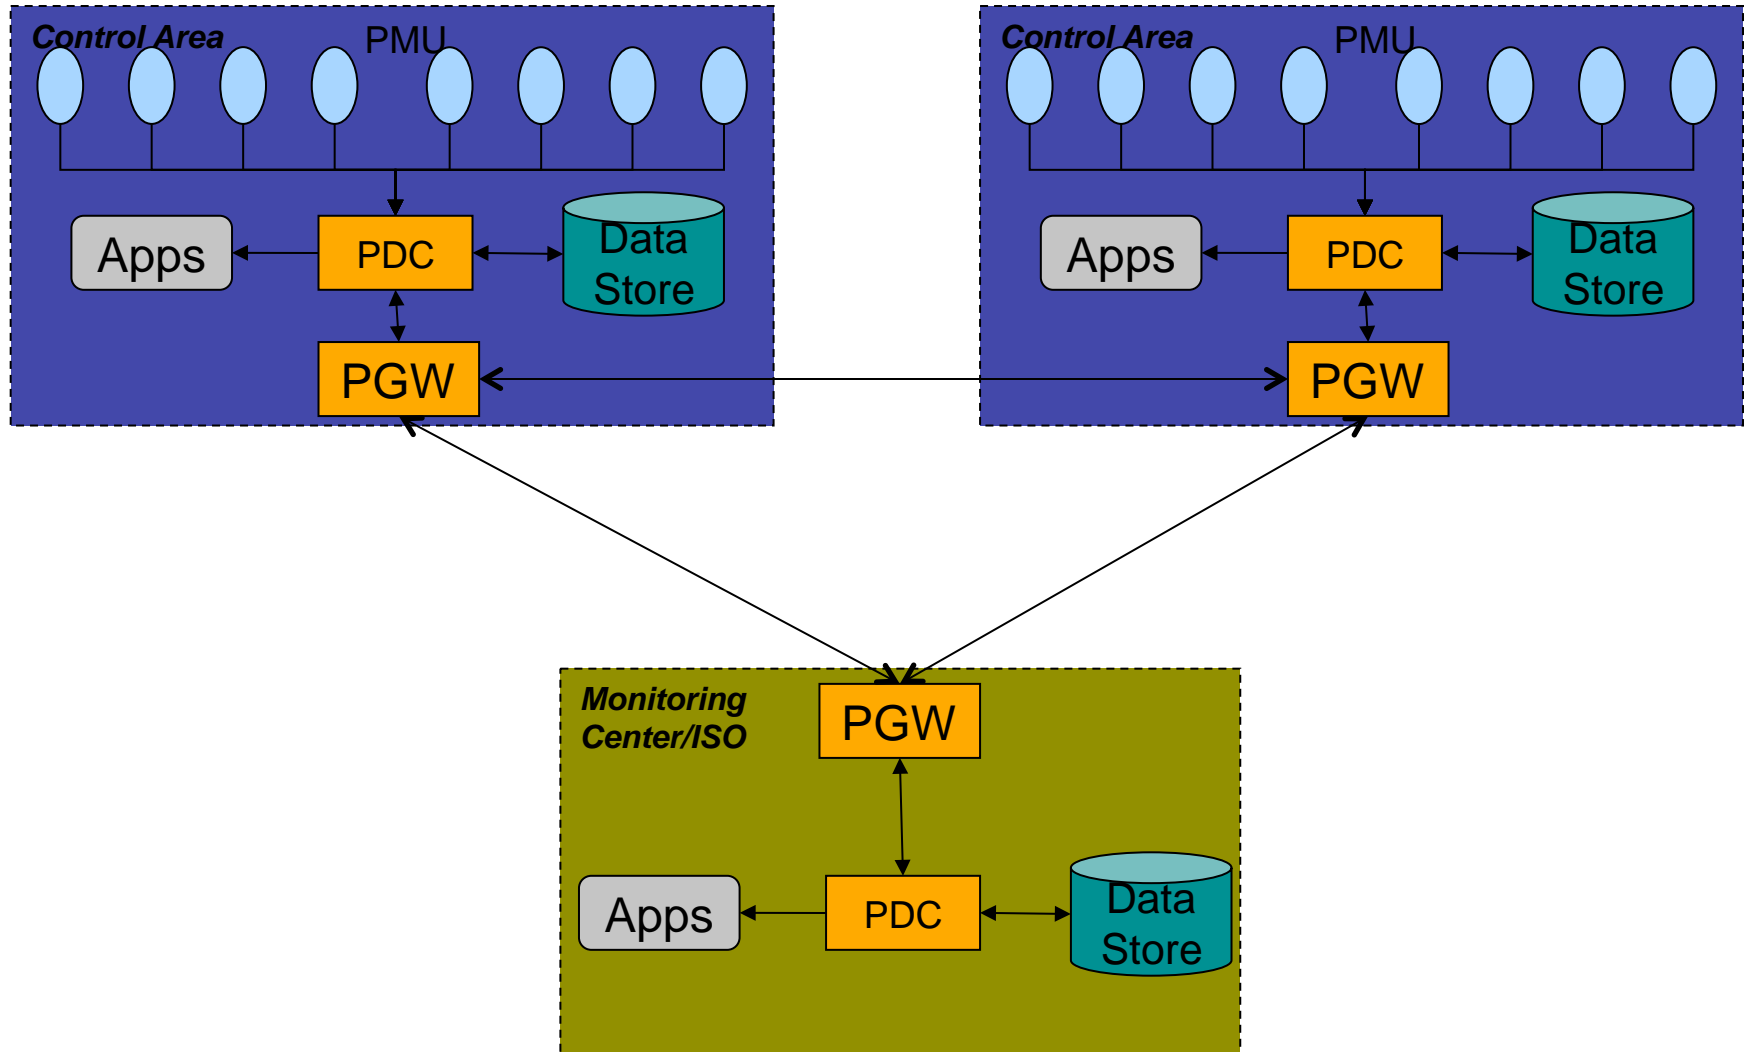 Control Area
PMU
Apps
PDC
Data
Store
PGW
Control Area
PMU
Apps
PDC
Data
Store
PGW
Monitoring
Center/ISO
PGW
Apps
PDC
Data
Store